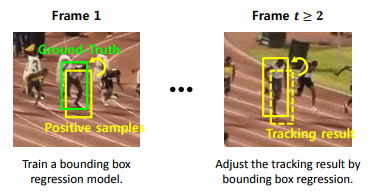 Frame 1
Ground-Truth
Positive samples
Train a bounding box
regression model.
•••
Frame t ≥ 2
Tracking result
Adjust the tracking result by
bounding box regression.